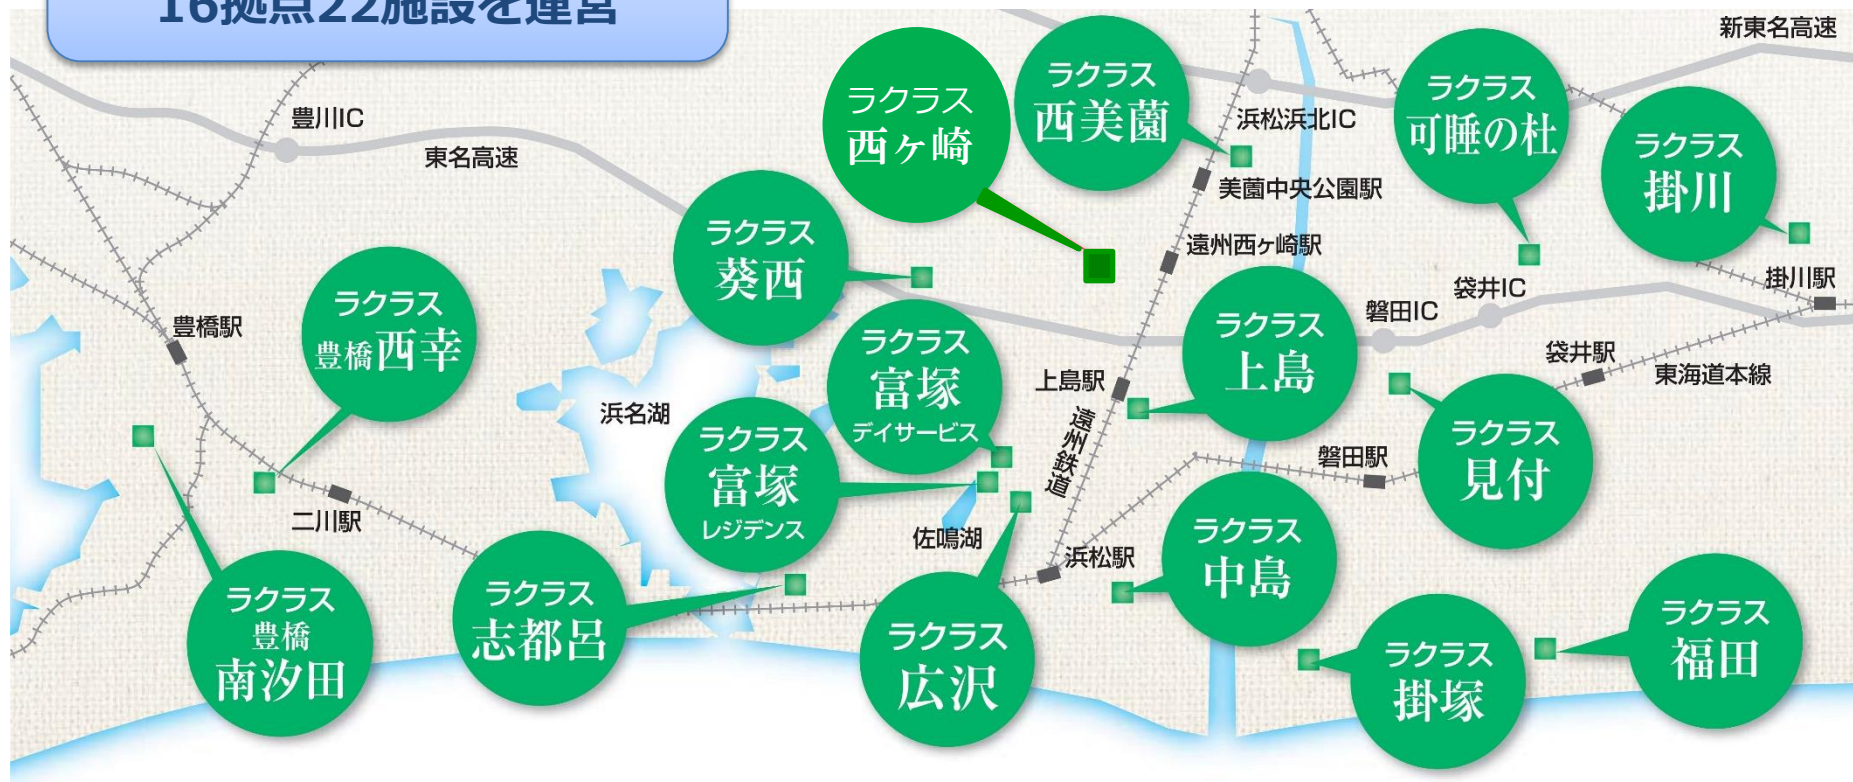 16拠点22施設を運営
新東名高速
豊川IC
東名高速
ラクラス
西ヶ崎
ラクラス
西美薗
浜松浜北IC
美薗中央公園駅
ラクラス
可睡の杜
ラクラス
掛川
ラクラス
葵西
遠州西ヶ崎駅
掛川駅
袋井IC
磐田IC
豊橋駅
ラクラス
豊橋西幸
浜名湖
ラクラス
富塚
デイサービス
上島駅
遠州鉄道
ラクラス
上島
袋井駅
東海道本線
ラクラス
富塚
レジデンス
磐田駅
ラクラス
見付
二川駅
佐鳴湖
浜松駅
ラクラス
中島
ラクラス
豊橋
南汐田
ラクラス
志都呂
ラクラス
広沢
ラクラス
掛塚
ラクラス
福田